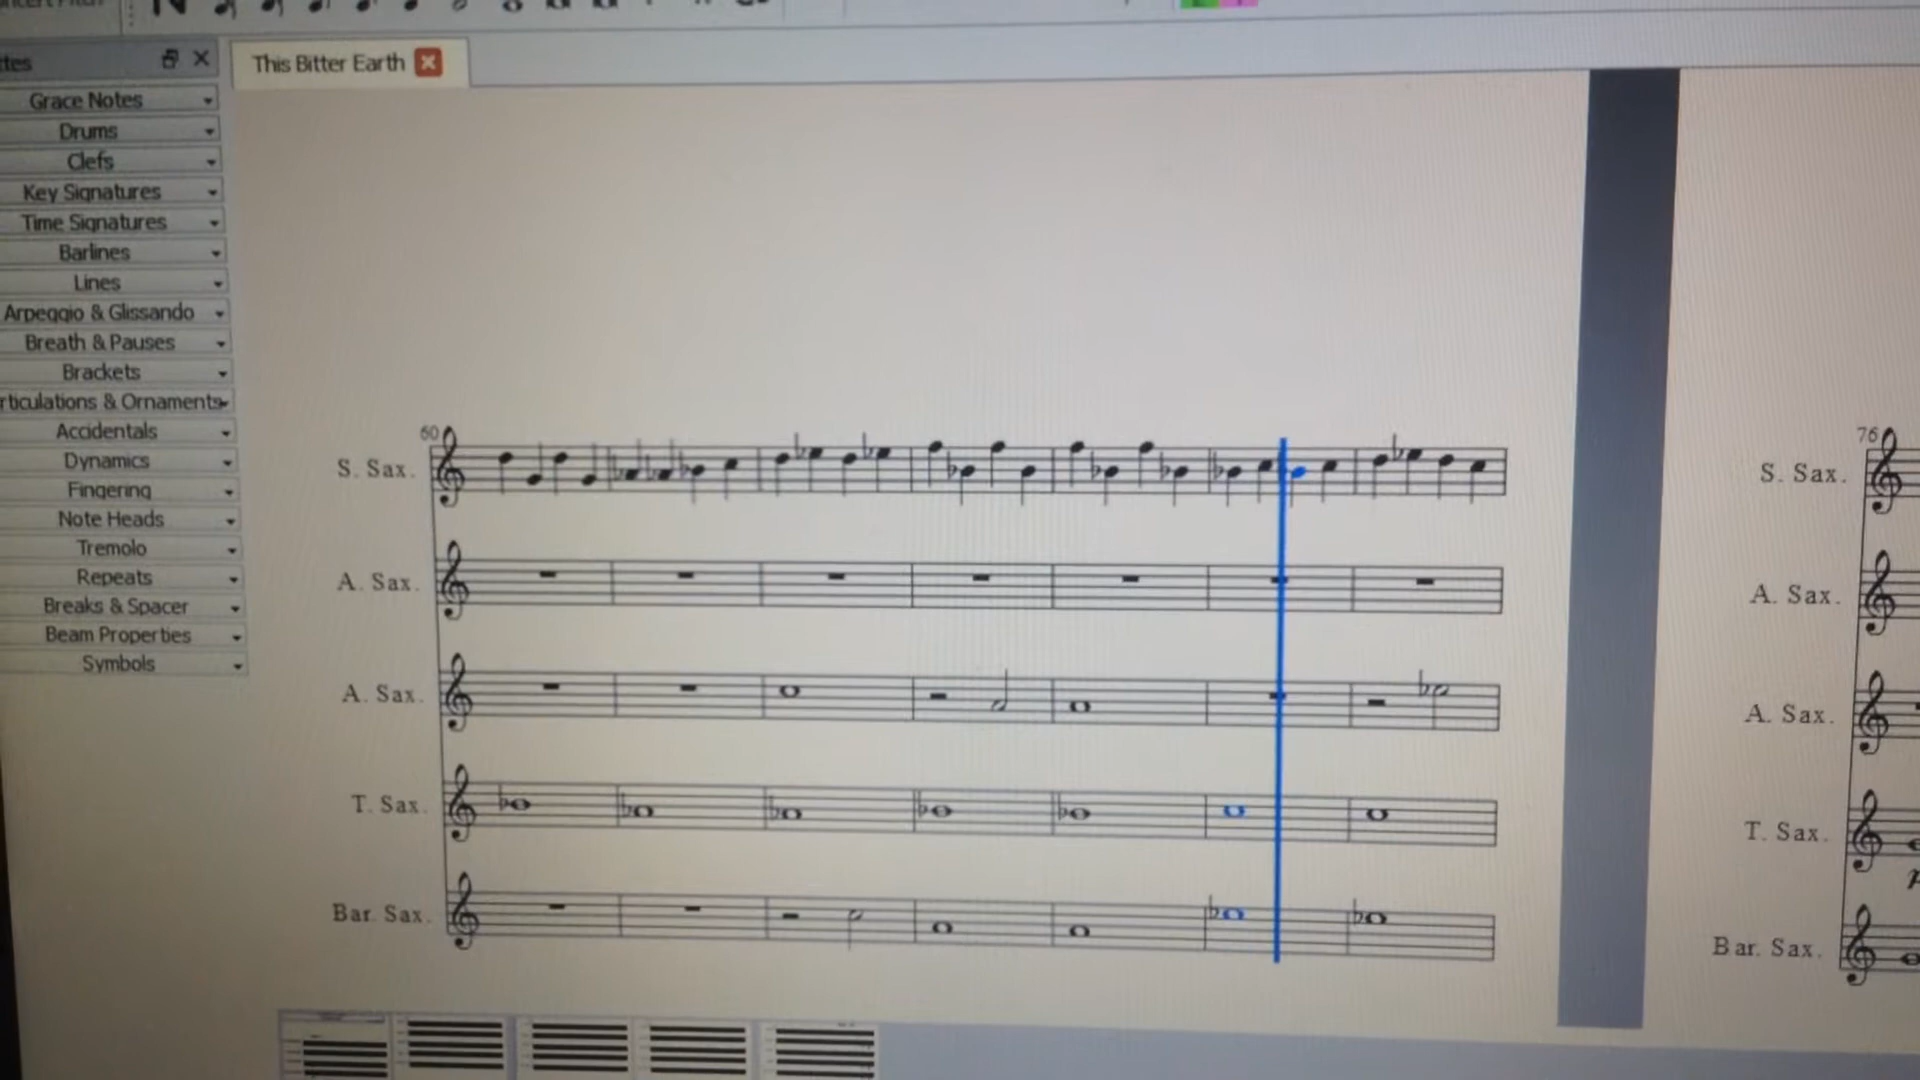 This Bitter Earth
Grace Notes
Drums
Clefs
Key Signatures
Time Signatures
Barlines
Lines
Arpeggio & Glissando
Breath & Pauses
Brackets
rticulations & Ornaments
Accidentals
Dynamics
Fingering
Note Heads
Tremolo
Repeats
Breaks & Spacer
Beam Properties
Symbols
60
S. Sax.
A. Sax.
A. Sax.
T. Sax.
Bar. Sax.
76
S. Sax.
A. Sax.
A. Sax.
T. Sax.
p
Bar. Sax.